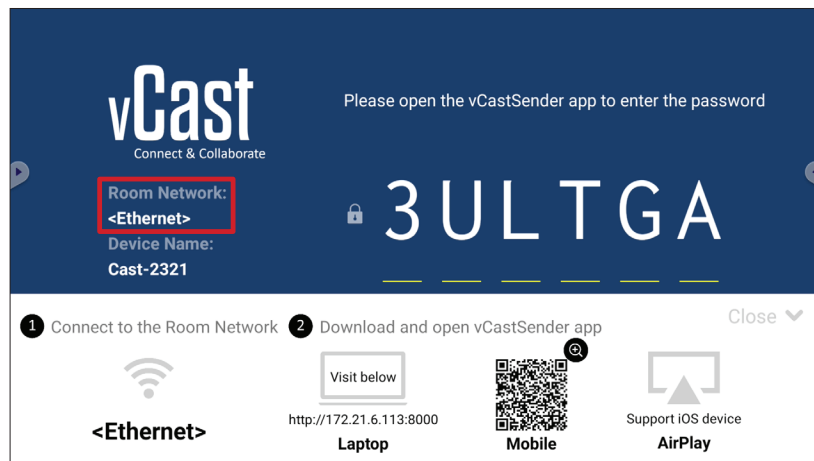 vCast
Connect & Collaborate
Please open the vCastSender app to enter the password
Room Network:
<Ethernet>
Device Name:
Cast-2321
3ULTGA
1 Connect to the Room Network
2 Download and open vCastSender app
Close
<Ethernet>
Visit below
http://172.21.6.113:8000
Laptop
Mobile
Support iOS device
AirPlay